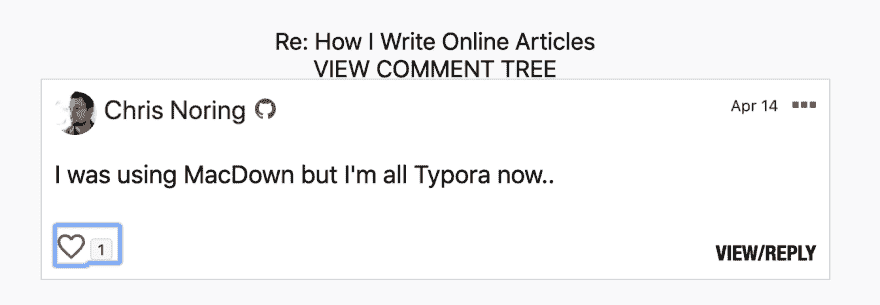 Re: How I Write Online Articles
VIEW COMMENT TREE
Chris Noring
Apr 14
I was using MacDown but I'm all Typora now..
1
VIEW/REPLY